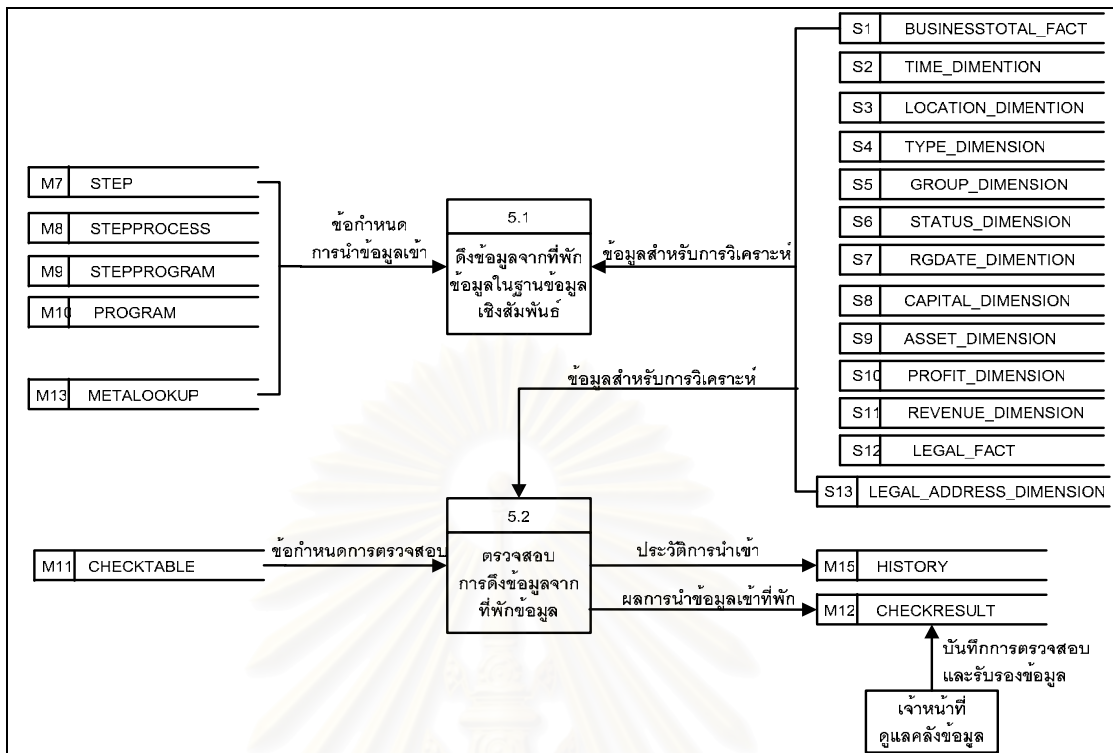 S1 BUSINESSTOTAL_FACT
S2 TIME_DIMENTION
S3 LOCATION_DIMENTION
S4 TYPE_DIMENSION
S5 GROUP_DIMENSION
S6 STATUS_DIMENSION
S7 RGDATE_DIMENTION
S8 CAPITAL_DIMENSION
S9 ASSET_DIMENSION
S10 PROFIT_DIMENSION
S11 REVENUE_DIMENSION
S12 LEGAL_FACT
S13 LEGAL_ADDRESS_DIMENSION
M7 STEP
M8 STEPPROCESS
M9 STEPPROGRAM
M10 PROGRAM
M13 METALOOKUP
ข้อกำหนด
การนำข้อมูลเข้า
5.1
ดึงข้อมูลจากที่พัก
ข้อมูลในฐานข้อมูล
เชิงสัมพันธ์
ข้อมูลสำหรับการวิเคราะห์
ข้อมูลสำหรับการวิเคราะห์
M11 CHECKTABLE
ข้อกำหนดการตรวจสอบ
5.2
ตรวจสอบ
การดึงข้อมูลจาก
ที่พักข้อมูล
ประวัติการนำเข้า
M15 HISTORY
ผลการนำข้อมูลเข้าที่พัก
M12 CHECKRESULT
บันทึกการตรวจสอบ
และรับรองข้อมูล
เจ้าหน้าที่
ดูแลคลังข้อมูล